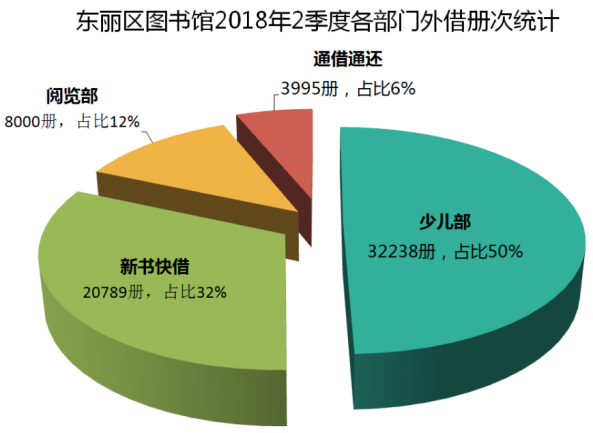 东丽区图书馆2018年2季度各部门外借册次统计
通借通还
3995册，占比6%
阅览部
8000册，占比12%
少儿部
32238册，占比50%
新书快借
20789册，占比32%